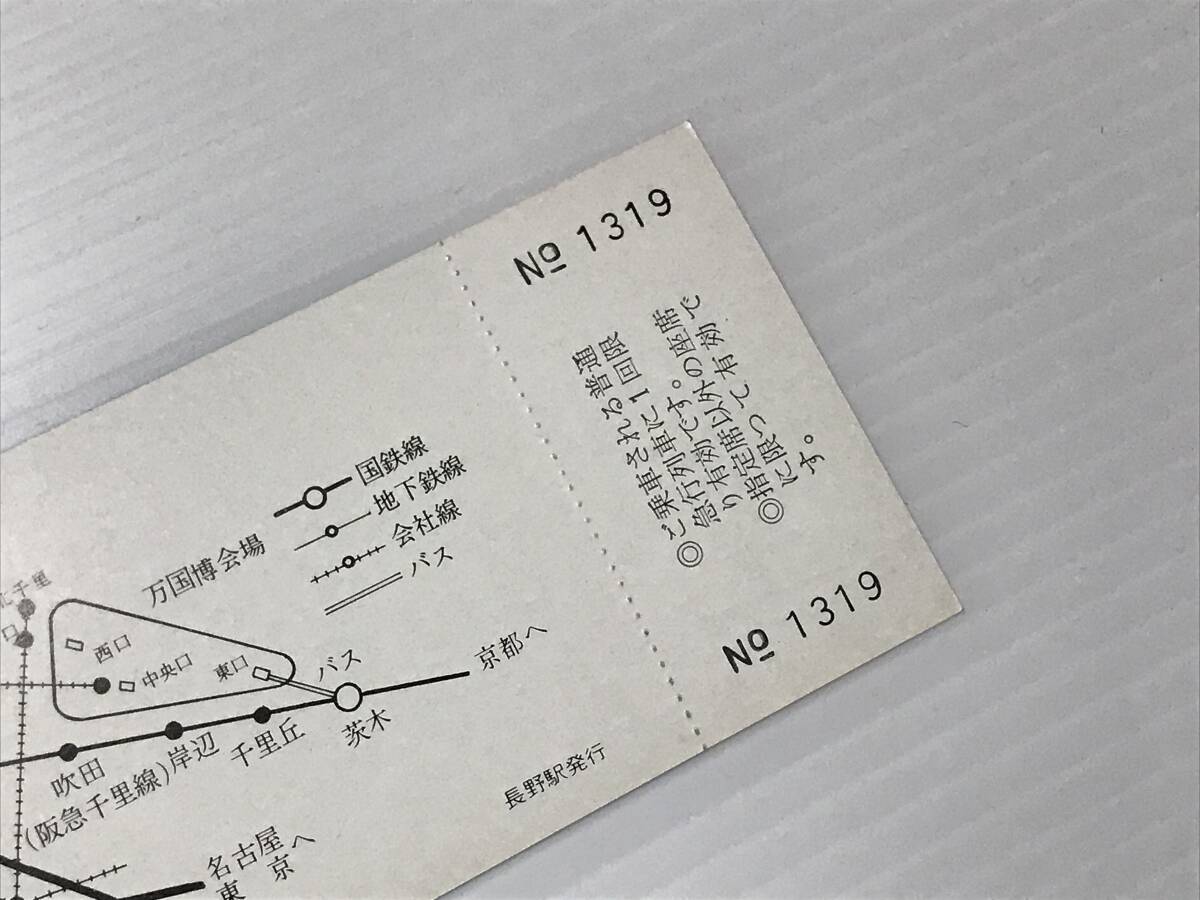 No 1319
◎ご乗車される普通
急行列車に1回限
り有効です。
◎指定席以外の座席
に限つて有効で
す。
No 1319
国鉄線
地下鉄線
会社線
バス
万国博会場
千里
口
西口
中央口
東口
バス
京都へ
茨木
千里丘
岸辺
吹田
(阪急千里線)
長野駅発行
名古屋
東京へ